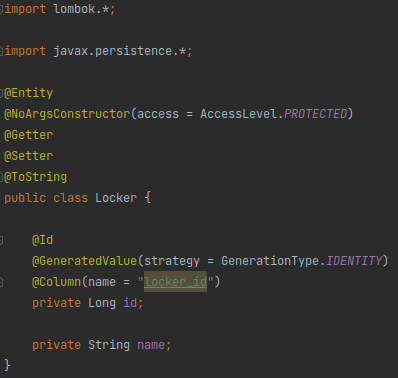 import lombok.*;
import javax.persistence.*;
@Entity
@NoArgsConstructor(access = AccessLevel.PROTECTED)
@Getter
@Setter
@ToString
public class Locker {
@Id
@GeneratedValue(strategy = GenerationType.IDENTITY)
@Column(name = "locker_id")
private Long id;
private String name;
}